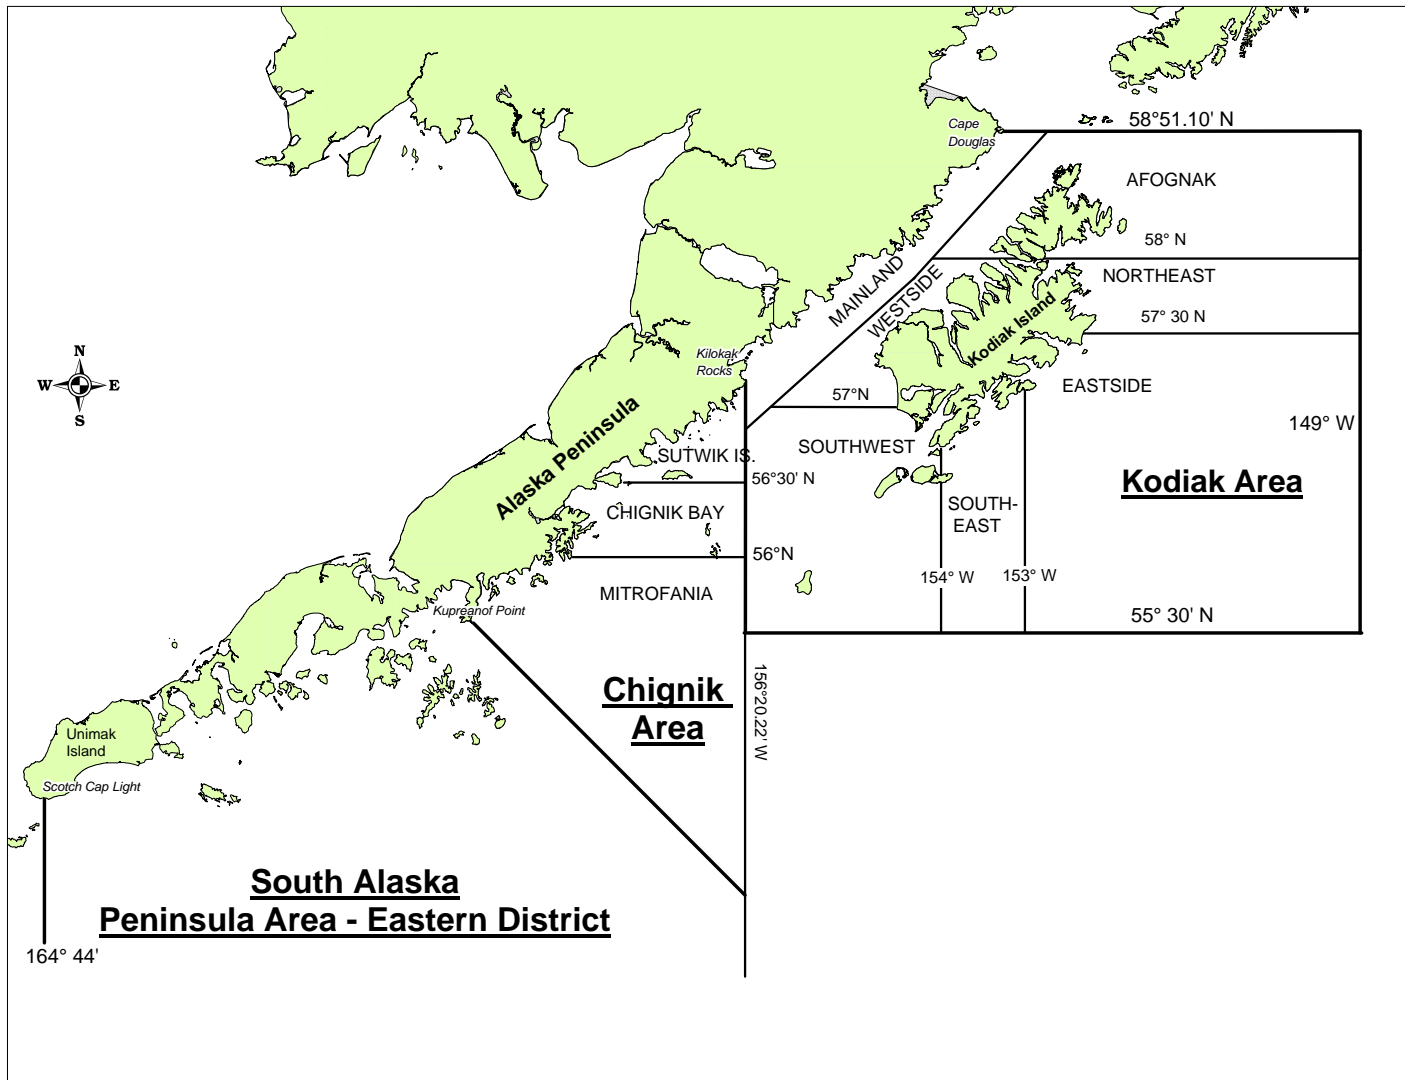 58°51.10' N
Cape
Douglas
AFOGNAK
58° N
MAINLAND
WESTSIDE
NORTHEAST
57° 30 N
Kodiak Island
Kilokak
Rocks
N
W
E
S
57°N
EASTSIDE
149° W
Alaska Peninsula
SUTWIK IS.
SOUTHWEST
56°30' N
Kodiak Area
CHIGNIK BAY
SOUTH-
EAST
56°N
154° W
153° W
MITROFANIA
Kupreanof Point
55° 30' N
156°20.22' W
Chignik
Area
Unimak
Island
Scotch Cap Light
South Alaska
Peninsula Area - Eastern District
164° 44'